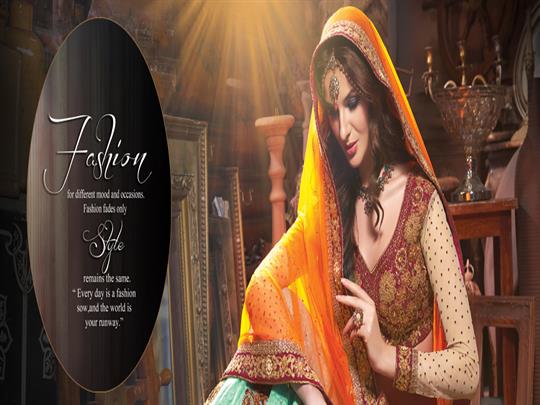 Fashion
for different mood and occasions.
Fashion fades only
Style
remains the same.
“ Every day is a fashion
sow,and the world is
your runway.”